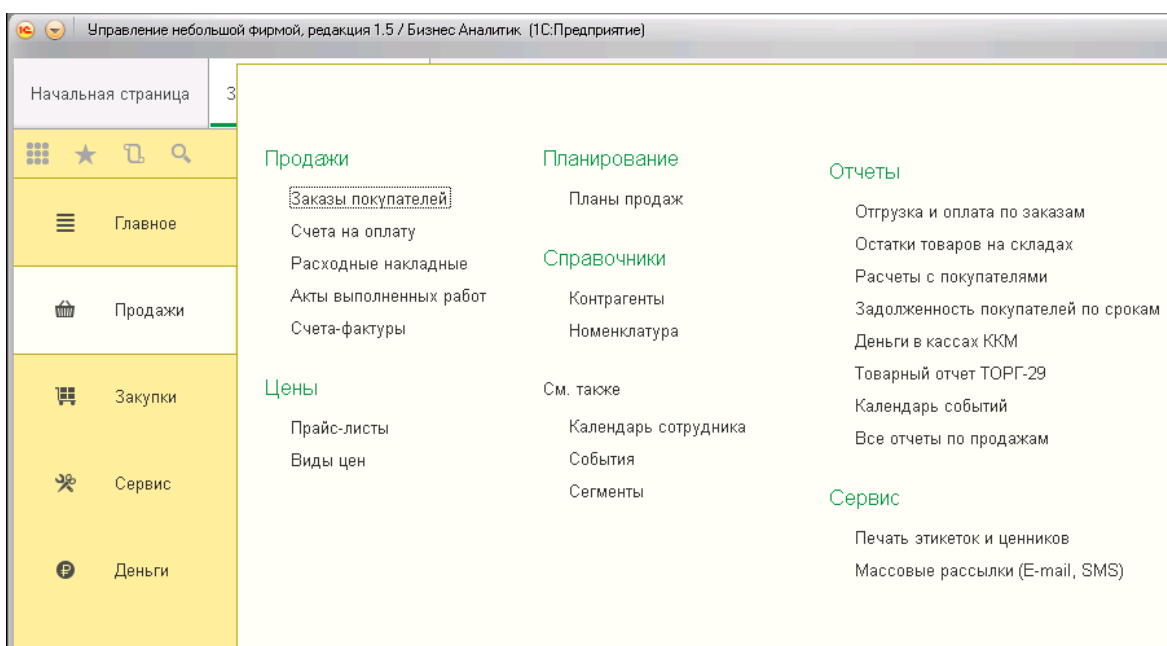 Управление небольшой фирмой, редакция 1.5 / Бизнес Аналитик (1С:Предприятие)
Начальная страница
З
Главное
Продажи
Закупки
Сервис
Деньги
Продажи
Заказы покупателей
Счета на оплату
Расходные накладные
Акты выполненных работ
Счета-фактуры
Цены
Прайс-листы
Виды цен
Планирование
Планы продаж
Справочники
Контрагенты
Номенклатура
См. также
Календарь сотрудника
События
Сегменты
Отчеты
Отгрузка и оплата по заказам
Остатки товаров на складах
Расчеты с покупателями
Задолженность покупателей по срокам
Деньги в кассах ККМ
Товарный отчет ТОРГ-29
Календарь событий
Все отчеты по продажам
Сервис
Печать этикеток и ценников
Массовые рассылки (E-mail, SMS)